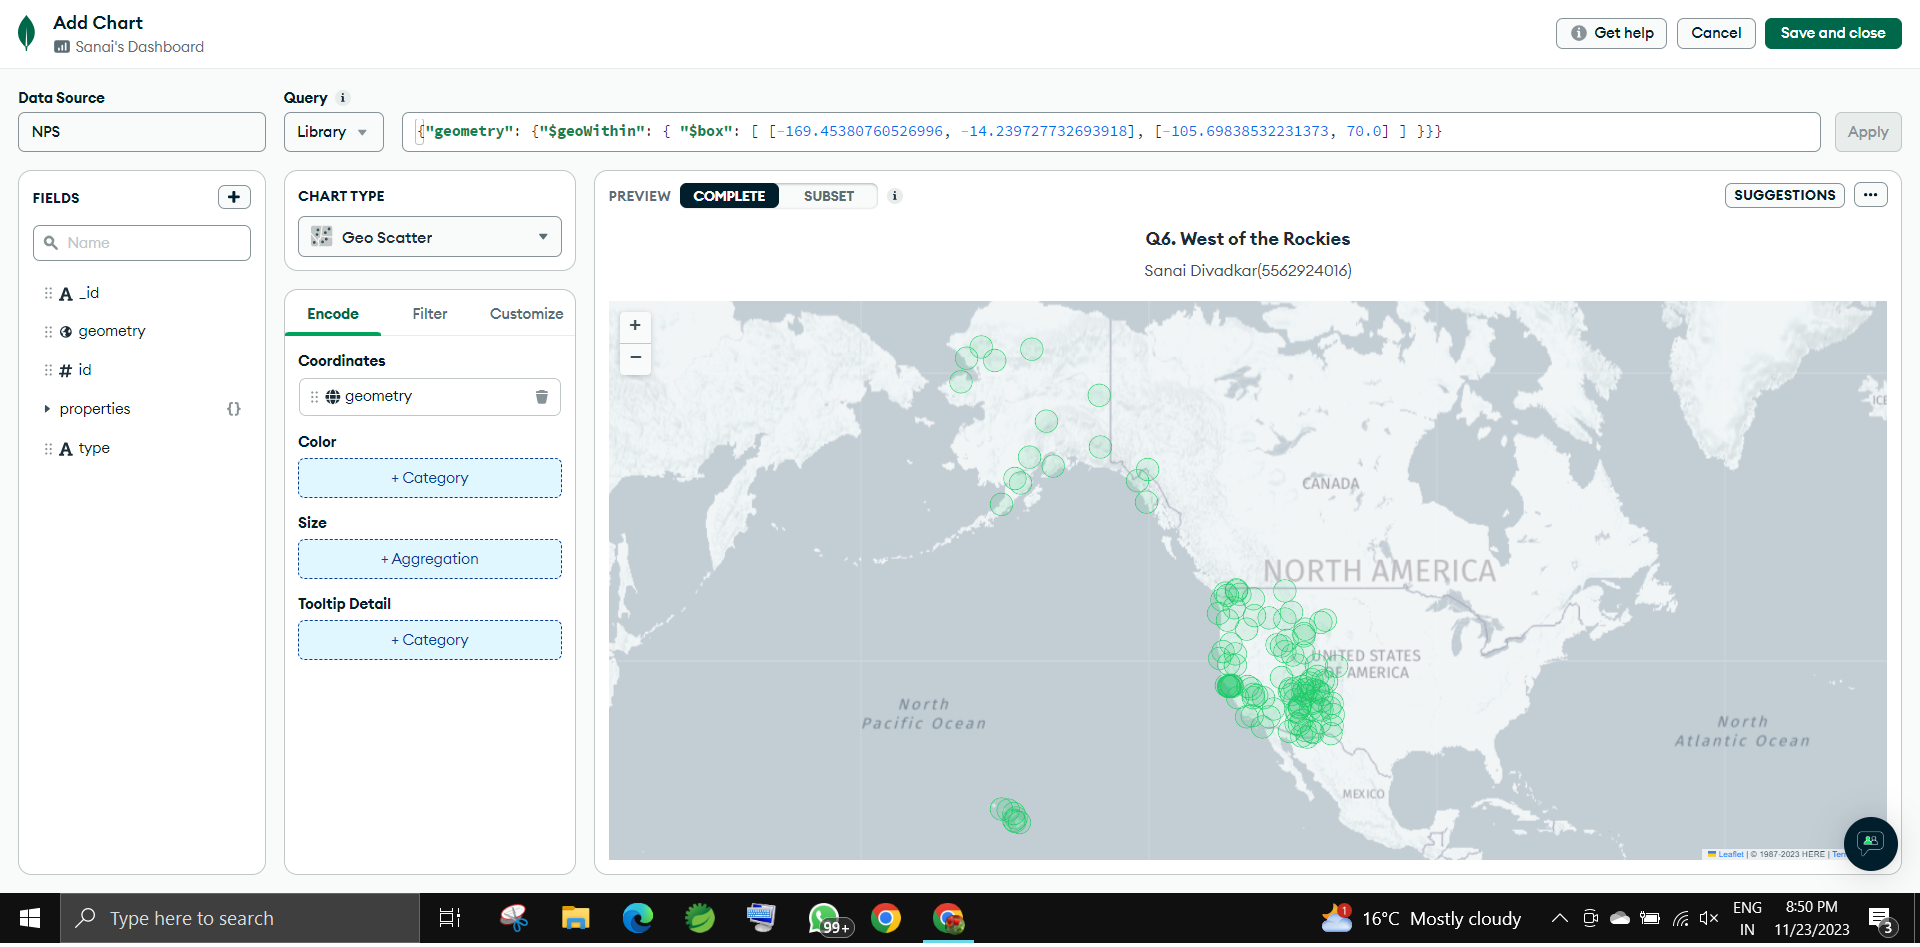 Add Chart
Sanai's Dashboard
Get help
Cancel
Save and close
Data Source
Query
NPS
Library
{"geometry": {"$geoWithin": { "$box": [ [-169.45380760526996, -14.239727732693918], [-105.69838532231373, 70.0] ] }}}
Apply
FIELDS
Name
_id
geometry
id
properties
{}
type
CHART TYPE
Geo Scatter
Encode
Filter
Customize
Coordinates
geometry
Color
+ Category
Size
+ Aggregation
Tooltip Detail
+ Category
PREVIEW
COMPLETE
SUBSET
SUGGESTIONS
Q6. West of the Rockies
Sanai Divadkar(5562924016)
+
−
ICE
CANADA
NORTH AMERICA
UNITED STATES
OF AMERICA
North
Pacific Ocean
North
Atlantic Ocean
MEXICO
Leaflet | © 1987-2023 HERE | Terr
Type here to search
99+
1
16°C Mostly cloudy
ENG
IN
8:50 PM
11/23/2023
3